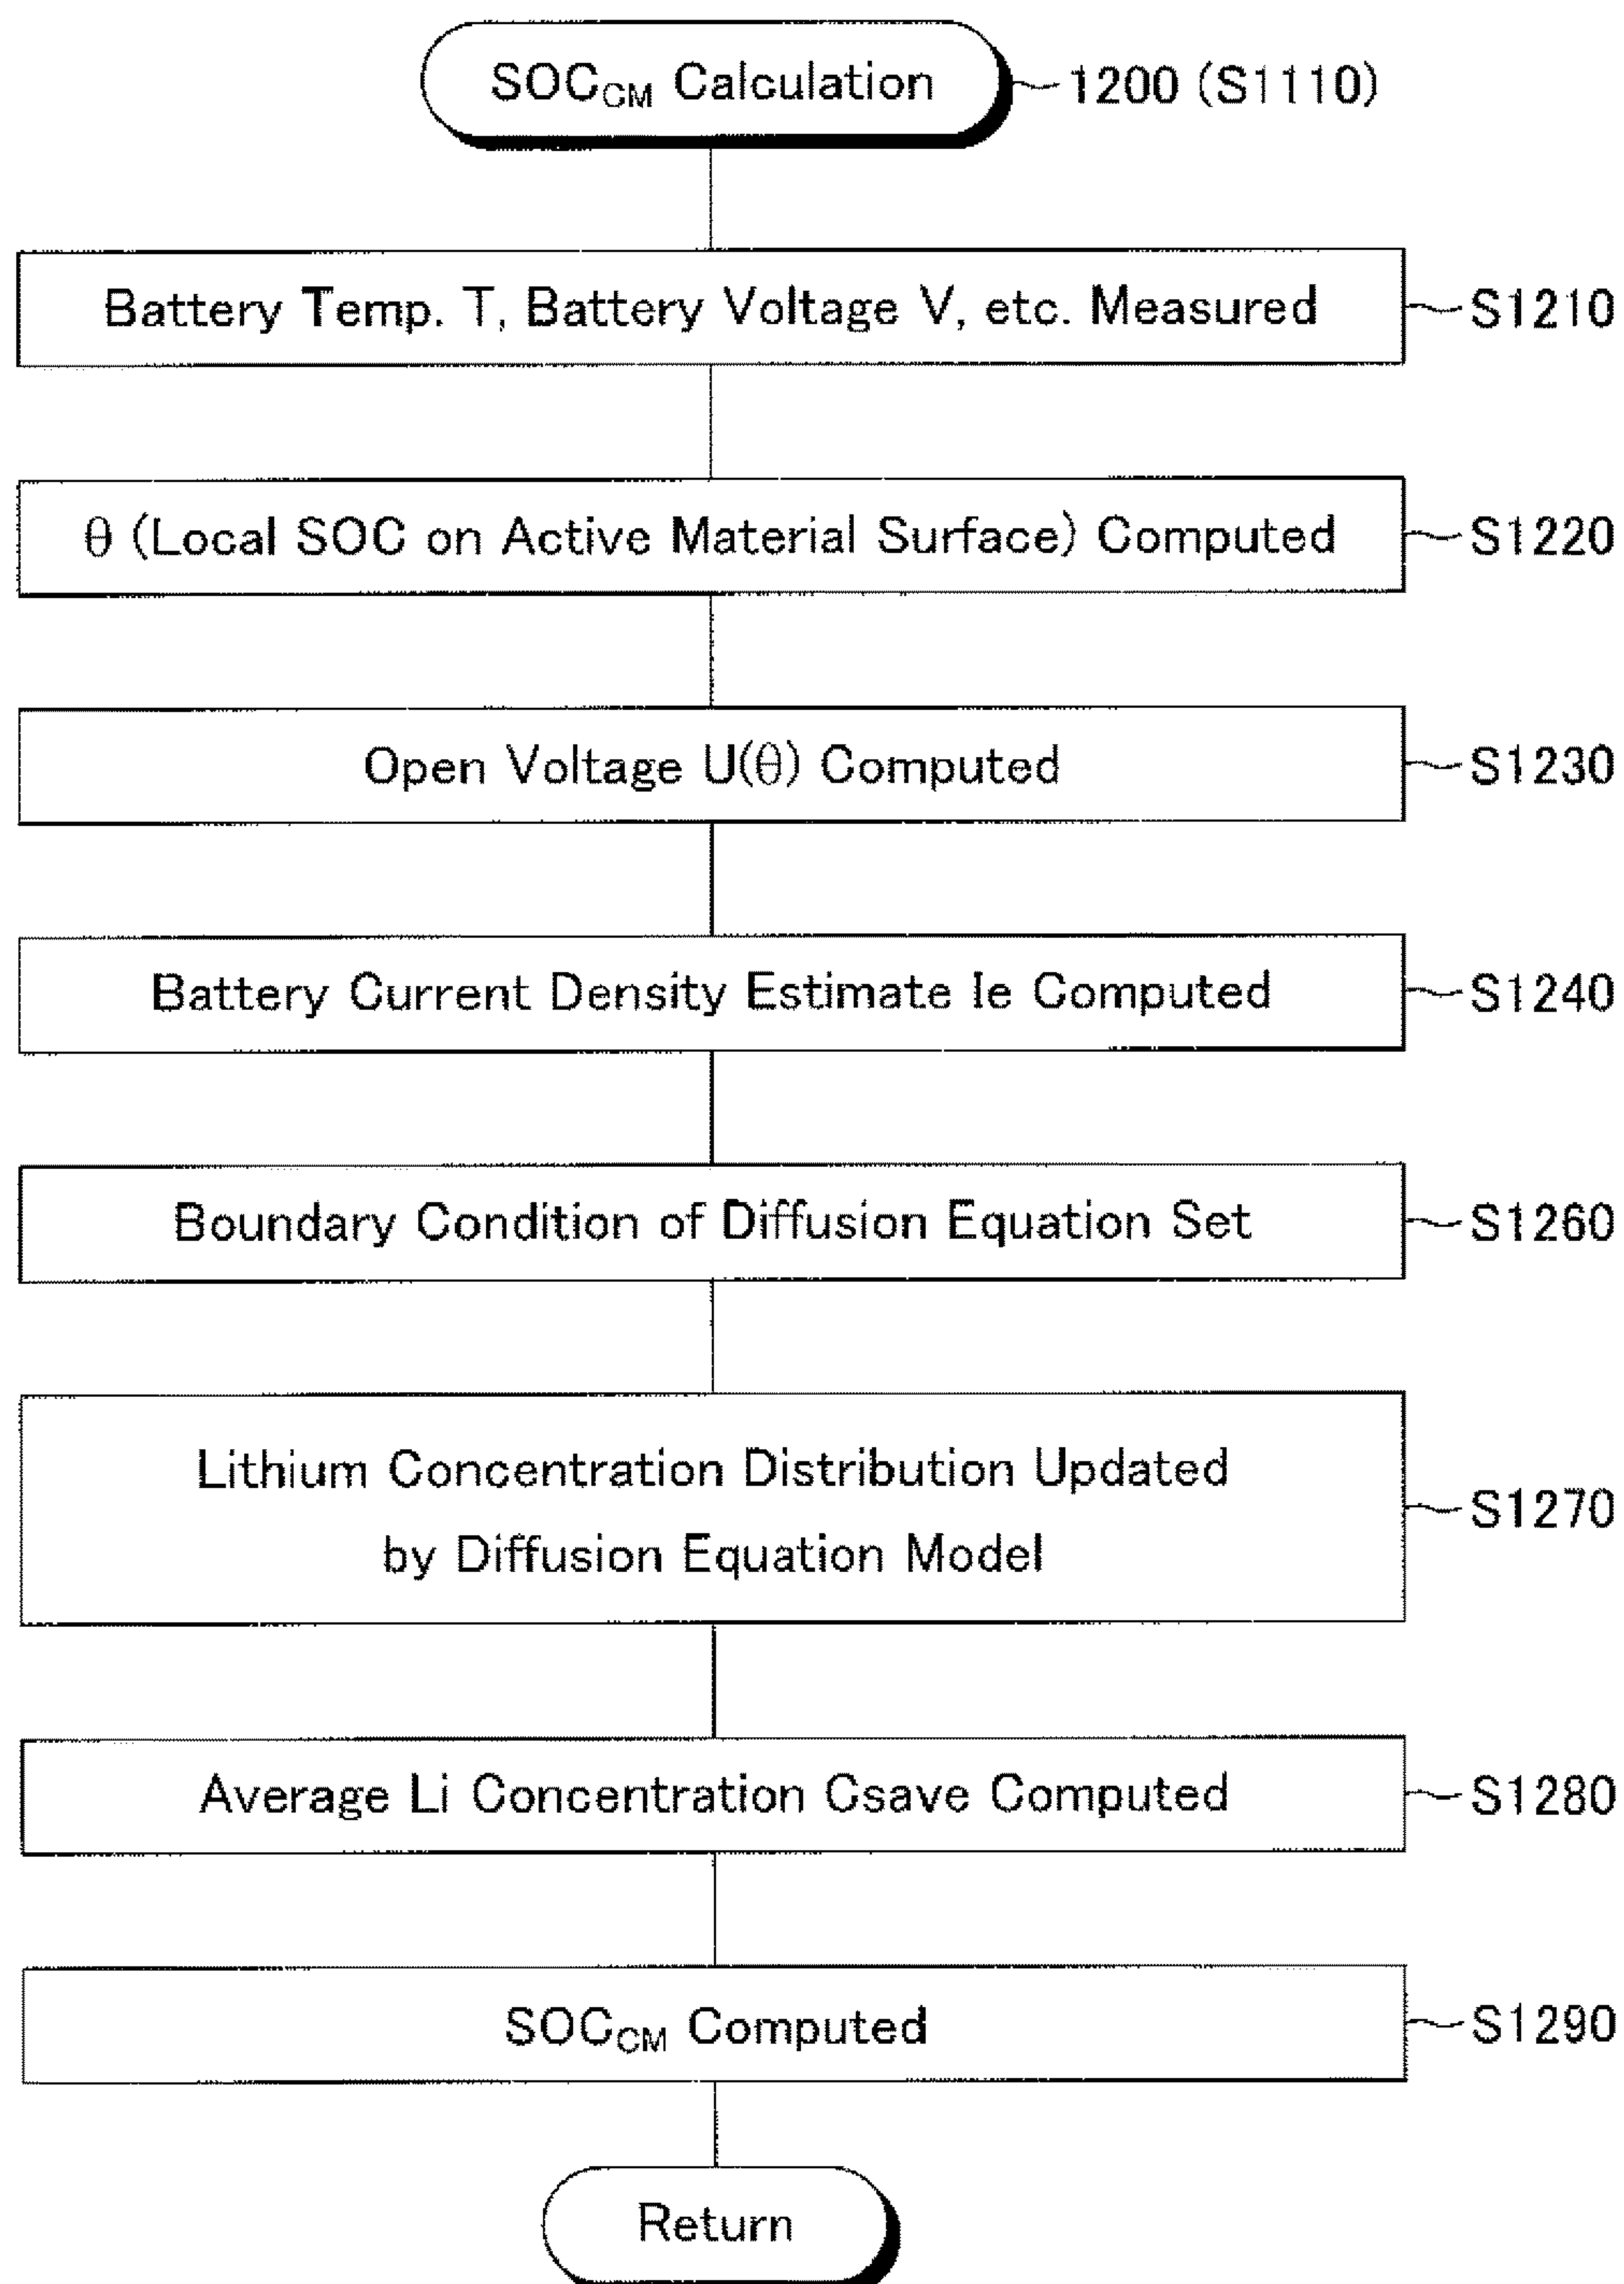 SOCCM Calculation 1200 (S1110)
Battery Temp. T, Battery Voltage V, etc. Measured S1210
θ (Local SOC on Active Material Surface) Computed S1220
Open Voltage U(θ) Computed S1230
Battery Current Density Estimate Ie Computed S1240
Boundary Condition of Diffusion Equation Set S1260
Lithium Concentration Distribution Updated
by Diffusion Equation Model
S1270
Average Li Concentration Csave Computed S1280
SOCCM Computed S1290
Return